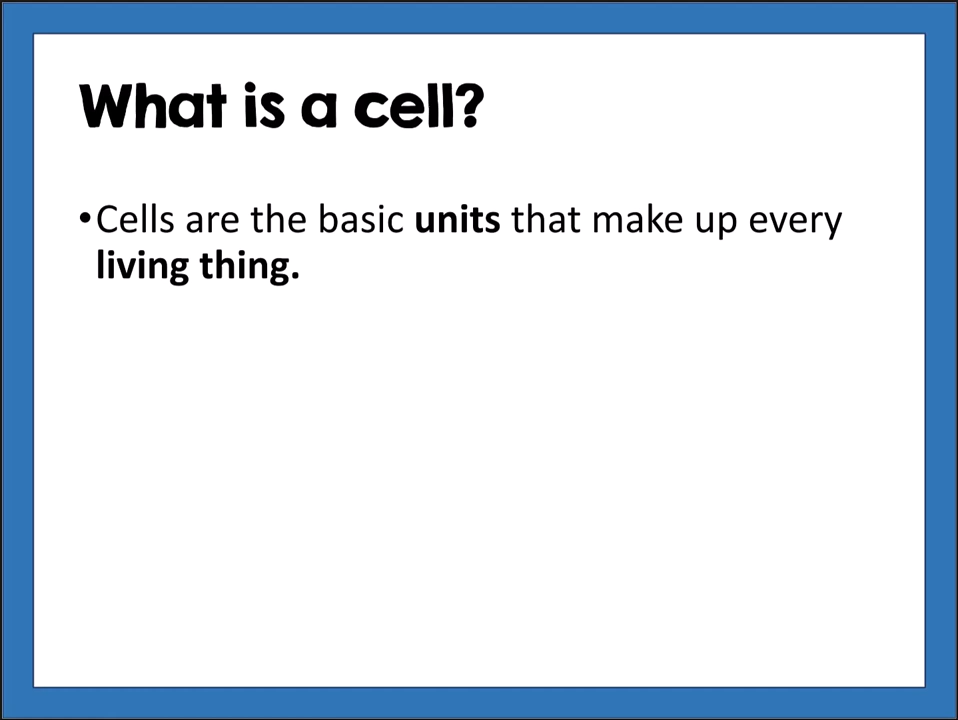 What is a cell?
•Cells are the basic units that make up every
living thing.